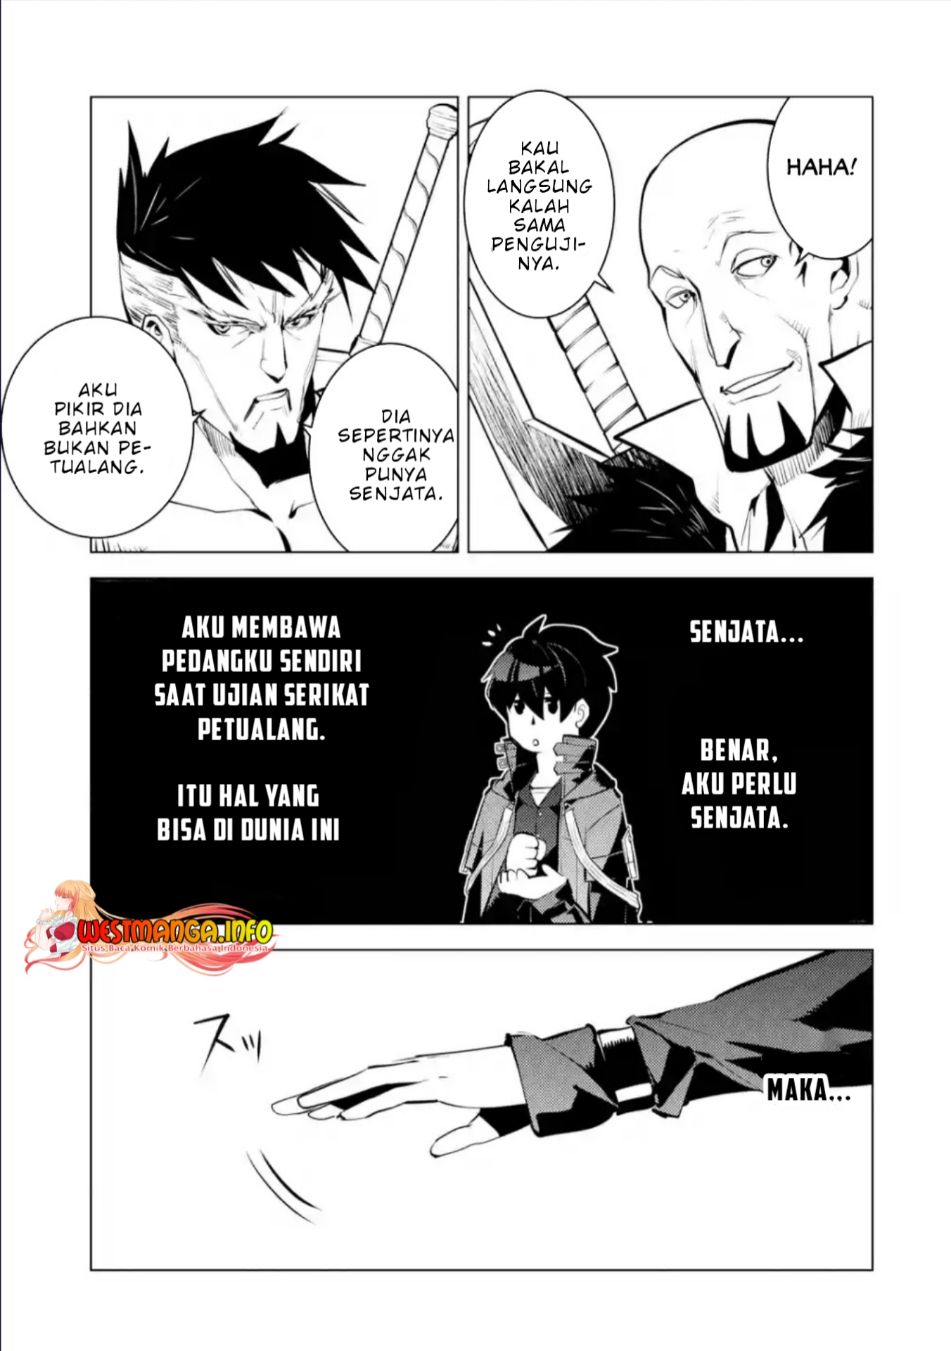 HAHA!
KAU
BAKAL
LANGSUNG
KALAH
SAMA
PENGUJI-
NYA.
DIA
SEPERTINYA
NGGAK
PUNYA
SENJATA.
AKU
PIKIR DIA
BAHKAN
BUKAN PE-
TUALANG.
SENJATA...
BENAR,
AKU PERLU
SENJATA.
AKU MEMBAWA
PEDANGKU SENDIRI
SAAT UJIAN SERIKAT
PETUALANG.
ITU HAL YANG
BISA DI DUNIA INI
WESTMANGA.INFO
Situs Baca Komik Berbahasa Indonesia
スッ
MAKA...